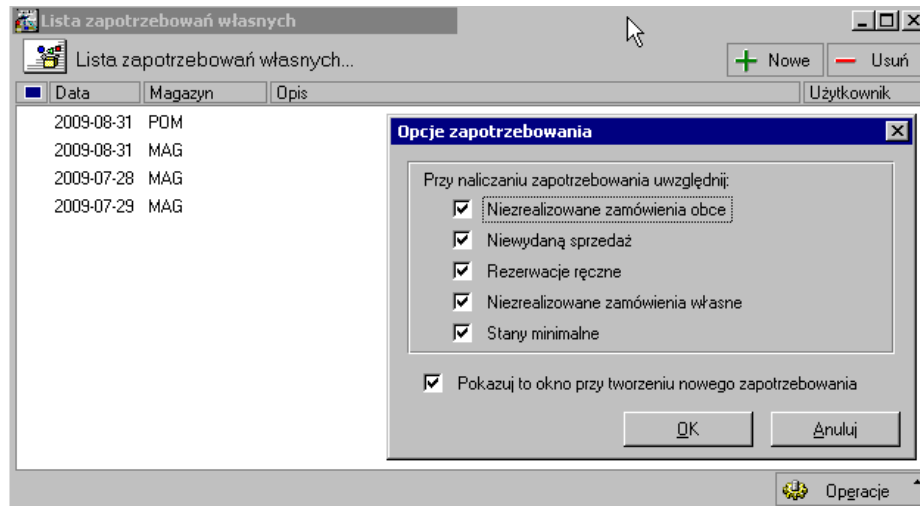 Lista zapotrzebowań własnych
Lista zapotrzebowań własnych...
Nowe
Usuń
Data
Magazyn
Opis
Użytkownik
2009-08-31 POM
2009-08-31 MAG
2009-07-28 MAG
2009-07-29 MAG
Opcje zapotrzebowania
Przy naliczaniu zapotrzebowania uwzględnij:
Niezrealizowane zamówienia obce
Niewydaną sprzedaż
Rezerwacje ręczne
Niezrealizowane zamówienia własne
Stany minimalne
Pokazuj to okno przy tworzeniu nowego zapotrzebowania
OK
Anuluj
Operacje